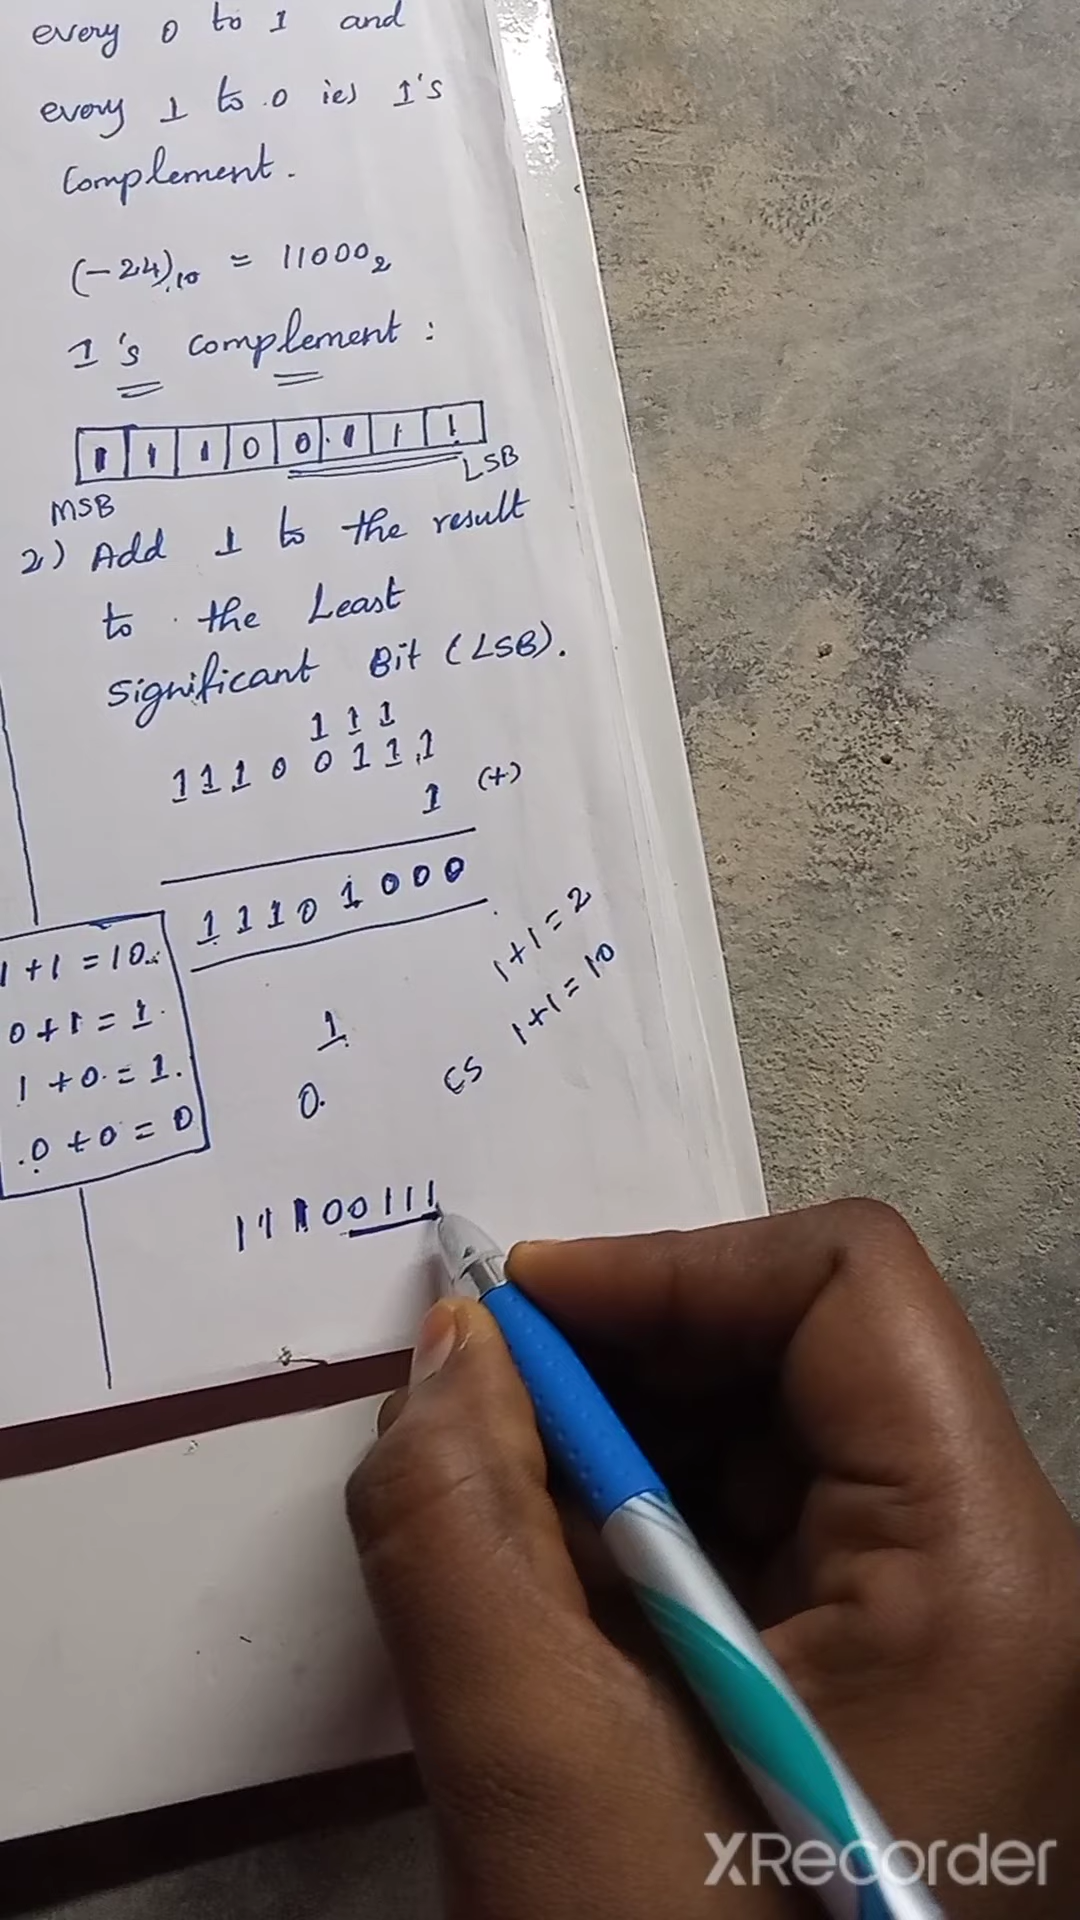 every 0 to 1 and
every 1 to 0 ie) 1's
Complement.
(-24)10 = 110002
1's complement:
1 1 1 0 0 1 1 1
MSB LSB
2) Add 1 to the result
to the Least
significant Bit (LSB).
1 1 1
1 1 1 0 0 1 1 1
1 (+)
1 1 1 0 1 0 0 0
1+1 = 10
0+1 = 1
1+0 = 1
0+0 = 0
1
0
CS
1+1 = 2
1+1 = 10
11100111
XRecorder